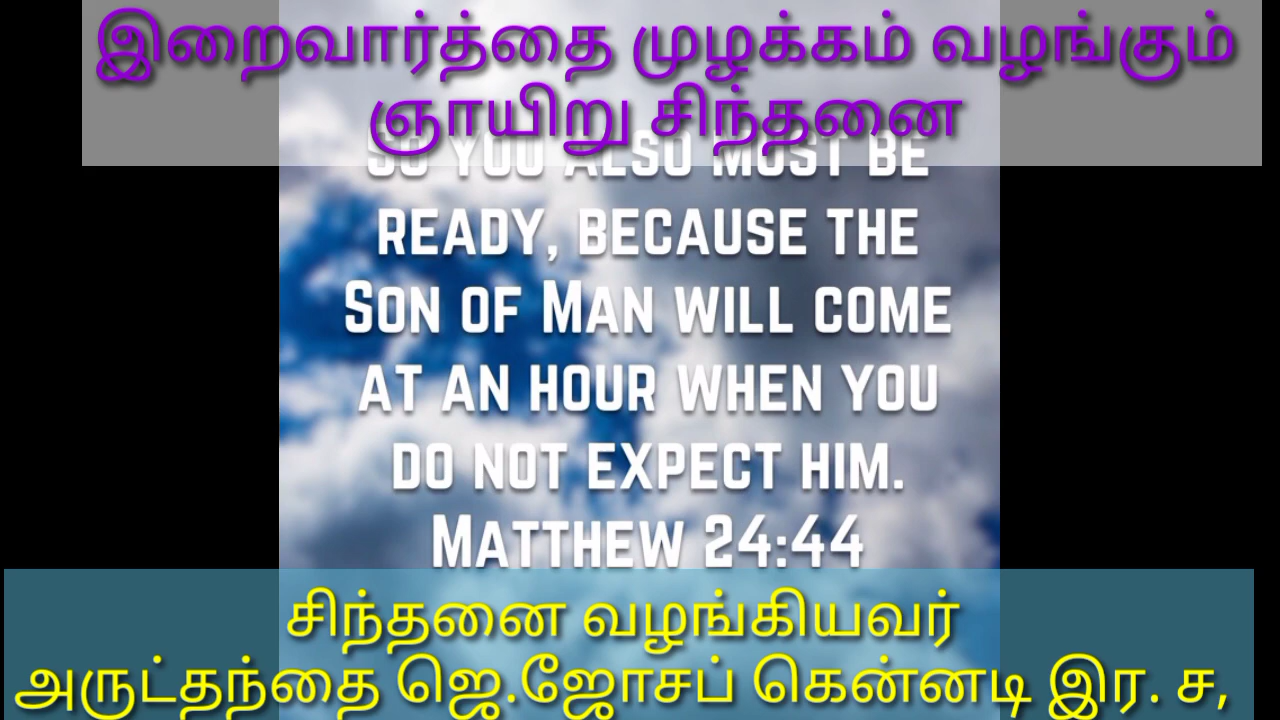 இறைவார்த்தை முழக்கம் வழங்கும்
ஞாயிறு சிந்தனை
SO YOU ALSO MUST BE
READY, BECAUSE THE
SON OF MAN WILL COME
AT AN HOUR WHEN YOU
DO NOT EXPECT HIM.
MATTHEW 24:44
சிந்தனை வழங்கியவர்
அருட்தந்தை ஜெ.ஜோசப் கென்னடி இர. ச,